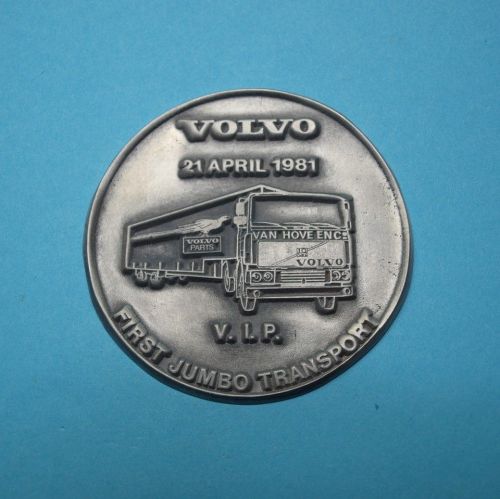 VOLVO
21 APRIL 1981
VAN HOVE ENC
VOLVO
PARTS
VOLVO
V. I. P.
FIRST JUMBO TRANSPORT